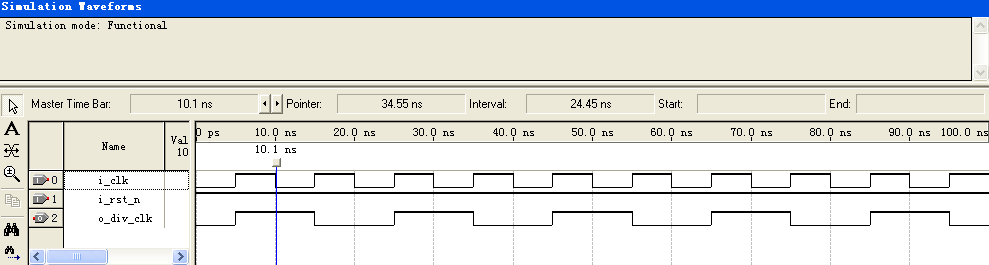 Simulation Waveforms
Simulation mode: Functional
Master Time Bar: 10.1 ns Pointer: 34.55 ns Interval: 24.45 ns Start: End:
Name Val 10
0 ps 10.0 ns 20.0 ns 30.0 ns 40.0 ns 50.0 ns 60.0 ns 70.0 ns 80.0 ns 90.0 ns 100.0 ns
10.1 ns
0 i_clk
1 i_rst_n
2 o_div_clk